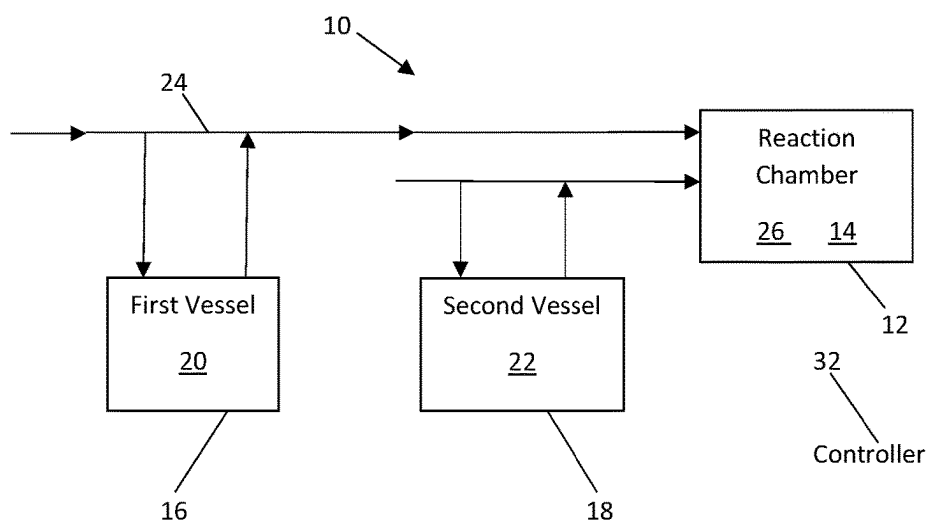 10
24
Reaction
Chamber
26 14
First Vessel
20
Second Vessel
22
12
32
Controller
16
18